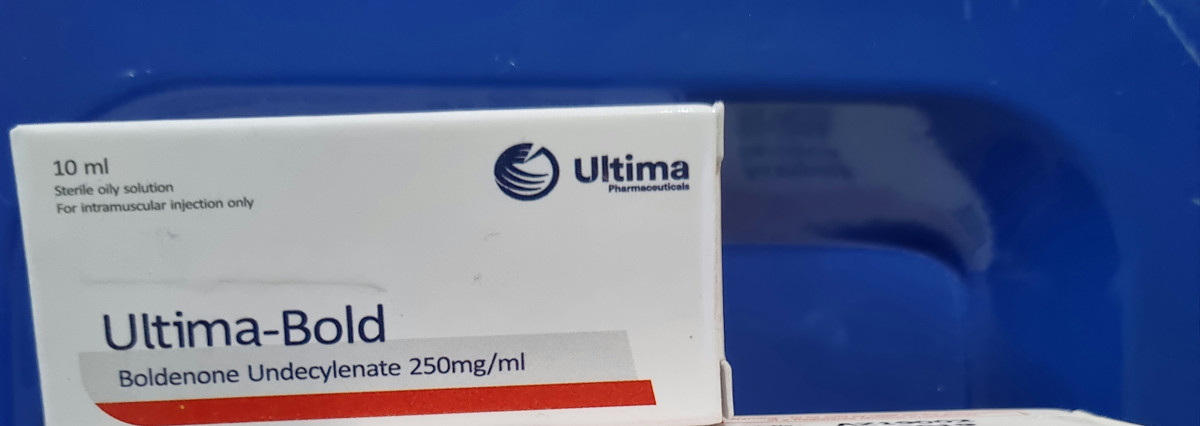 10 ml
Sterile oily solution
For intramuscular injection only
Ultima
Pharmaceuticals
Ultima-Bold
Boldenone Undecylenate 250mg/ml